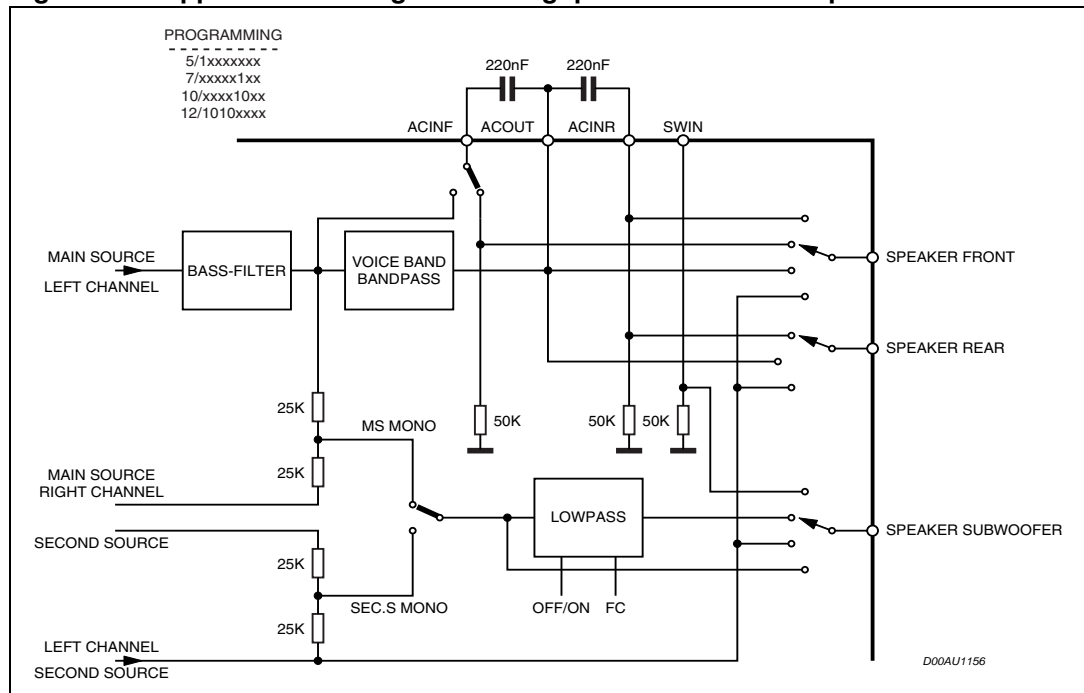 PROGRAMMING
5/1xxxxxxx
7/xxxxx1xx
10/xxxx10xx
12/1010xxxx
220nF 220nF
ACINF ACOUT ACINR SWIN
MAIN SOURCE
LEFT CHANNEL
BASS-FILTER
VOICE BAND
BANDPASS
SPEAKER FRONT
SPEAKER REAR
25K
MS MONO
50K 50K 50K
25K
MAIN SOURCE
RIGHT CHANNEL
LOWPASS
SECOND SOURCE
SPEAKER SUBWOOFER
25K
SEC.S MONO
OFF/ON FC
25K
LEFT CHANNEL
SECOND SOURCE
D00AU1156